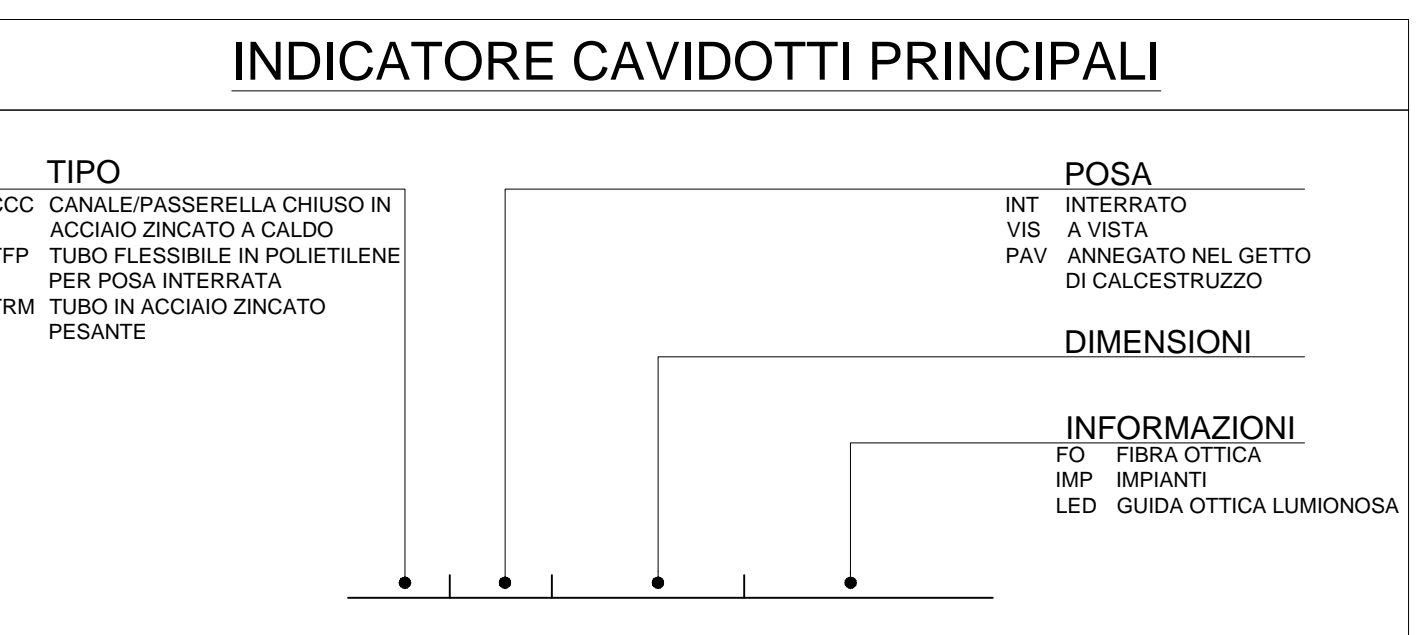 INDICATORE CAVIDOTTI PRINCIPALI
TIPO
CCC CANALE/PASSERELLA CHIUSO IN
ACCIAIO ZINCATO A CALDO
TFP TUBO FLESSIBILE IN POLIETILENE
PER POSA INTERRATA
TRM TUBO IN ACCIAIO ZINCATO
PESANTE
POSA
INT INTERRATO
VIS A VISTA
PAV ANNEGATO NEL GETTO
DI CALCESTRUZZO
DIMENSIONI
INFORMAZIONI
FO FIBRA OTTICA
IMP IMPIANTI
LED GUIDA OTTICA LUMIONOSA